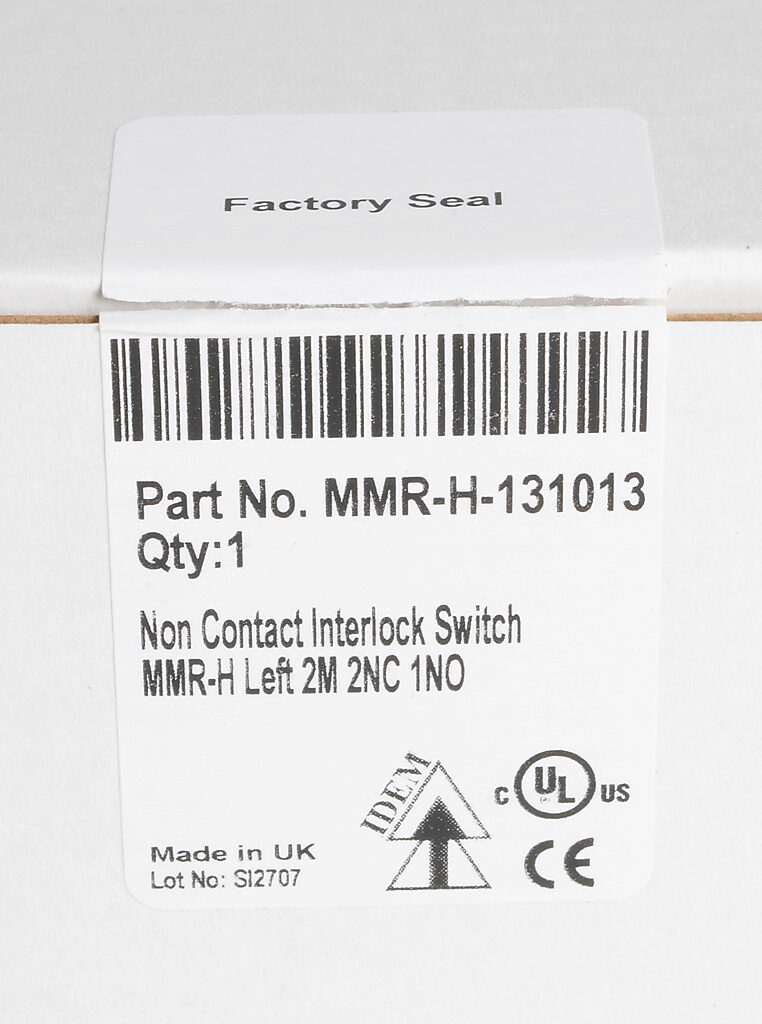 Factory Seal
Part No. MMR-H-131013
Qty:1
Non Contact Interlock Switch
MMR-H Left 2M 2NC 1NO
IDEM
C UL US
Made in UK
CE
Lot No: SI2707